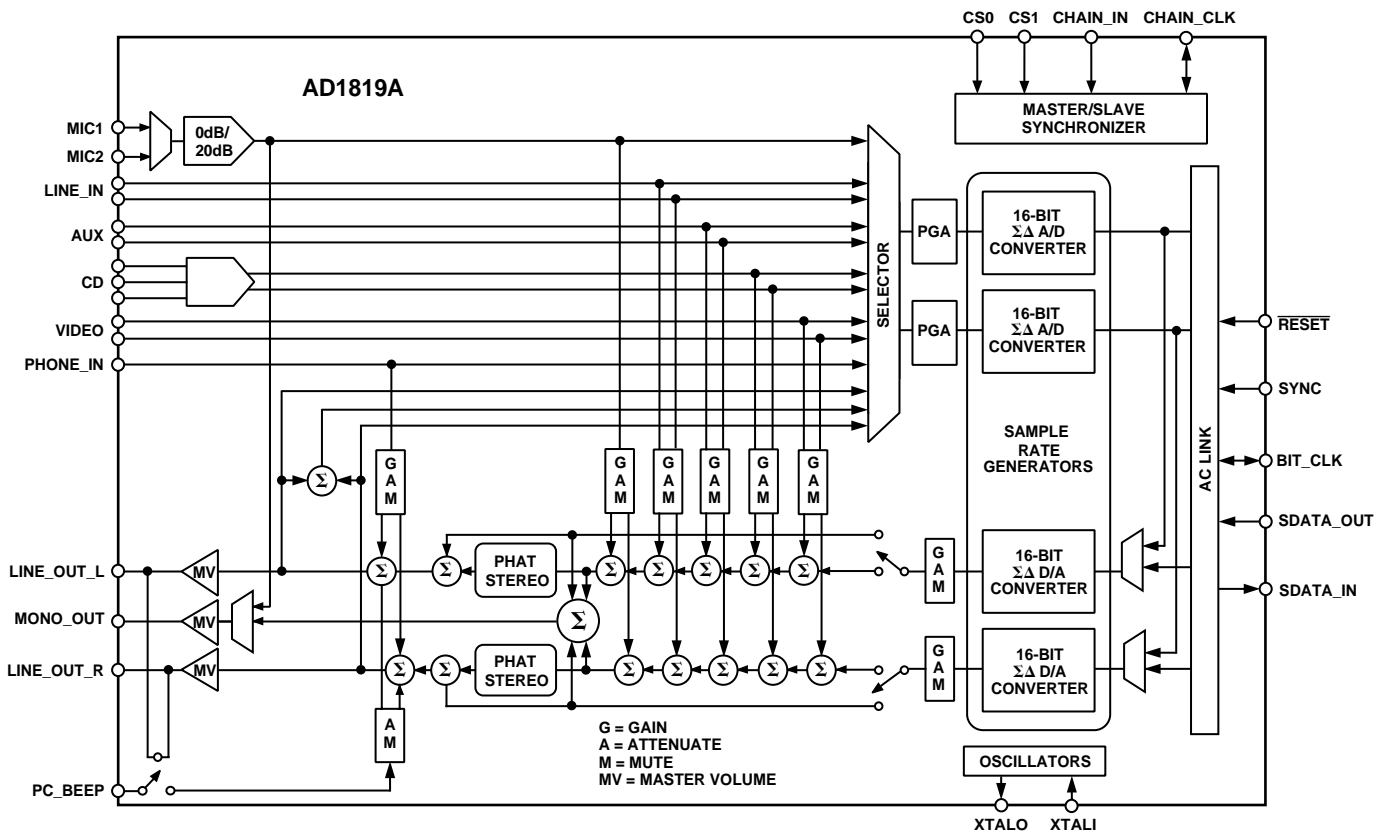 CS0 CS1 CHAIN_IN CHAIN_CLK
AD1819A
MASTER/SLAVE
SYNCHRONIZER
MIC1
MIC2
0dB/
20dB
LINE_IN
AUX
CD
VIDEO
PHONE_IN
SELECTOR
PGA
16-BIT
ΣΔ A/D
CONVERTER
PGA
16-BIT
ΣΔ A/D
CONVERTER
SAMPLE
RATE
GENERATORS
AC LINK
RESET
SYNC
BIT_CLK
SDATA_OUT
SDATA_IN
G
A
M
G
A
M
G
A
M
G
A
M
G
A
M
G
A
M
Σ
LINE_OUT_L
MV
Σ
Σ
PHAT
STEREO
Σ
Σ
Σ
Σ
Σ
G
A
M
16-BIT
ΣΔ D/A
CONVERTER
MONO_OUT
MV
Σ
LINE_OUT_R
MV
Σ
Σ
PHAT
STEREO
Σ
Σ
Σ
Σ
Σ
G
A
M
16-BIT
ΣΔ D/A
CONVERTER
A
M
G = GAIN
A = ATTENUATE
M = MUTE
MV = MASTER VOLUME
PC_BEEP
OSCILLATORS
XTALO XTALI